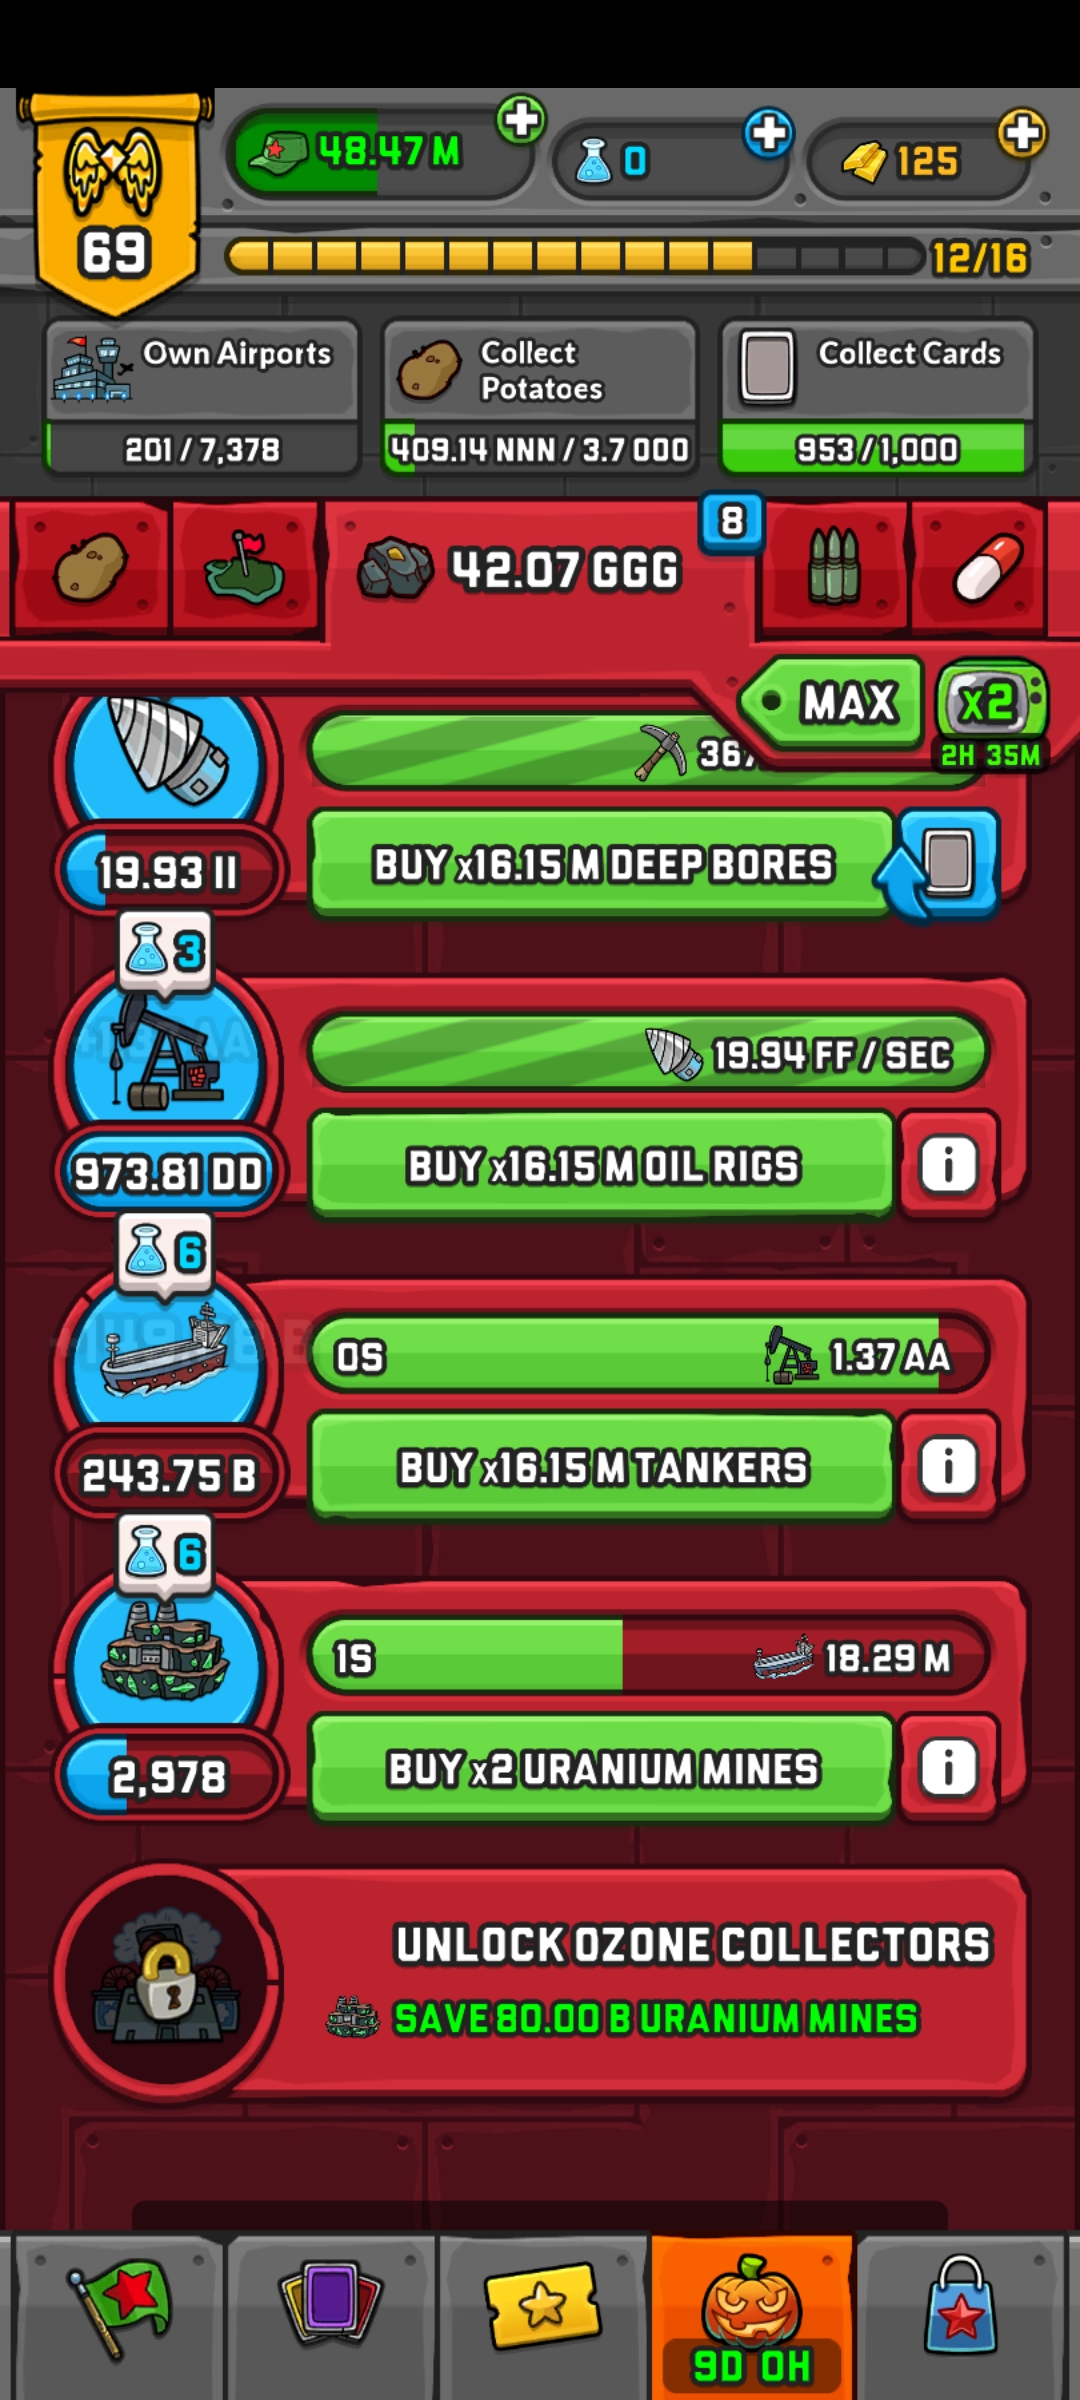 48.47 M
0
125
69
12/16
Own Airports
201 / 7,378
Collect
Potatoes
409.14 NNN / 3.7 OOO
Collect Cards
953 / 1,000
42.07 GGG
8
MAX
x2
2H 35M
19.93 II
BUY x16.15 M DEEP BORES
3
19.94 FF / SEC
973.81 DD
BUY x16.15 M OIL RIGS
6
0S
1.37 AA
243.75 B
BUY x16.15 M TANKERS
6
1S
18.29 M
2,978
BUY x2 URANIUM MINES
UNLOCK OZONE COLLECTORS
SAVE 80.00 B URANIUM MINES
9D 0H